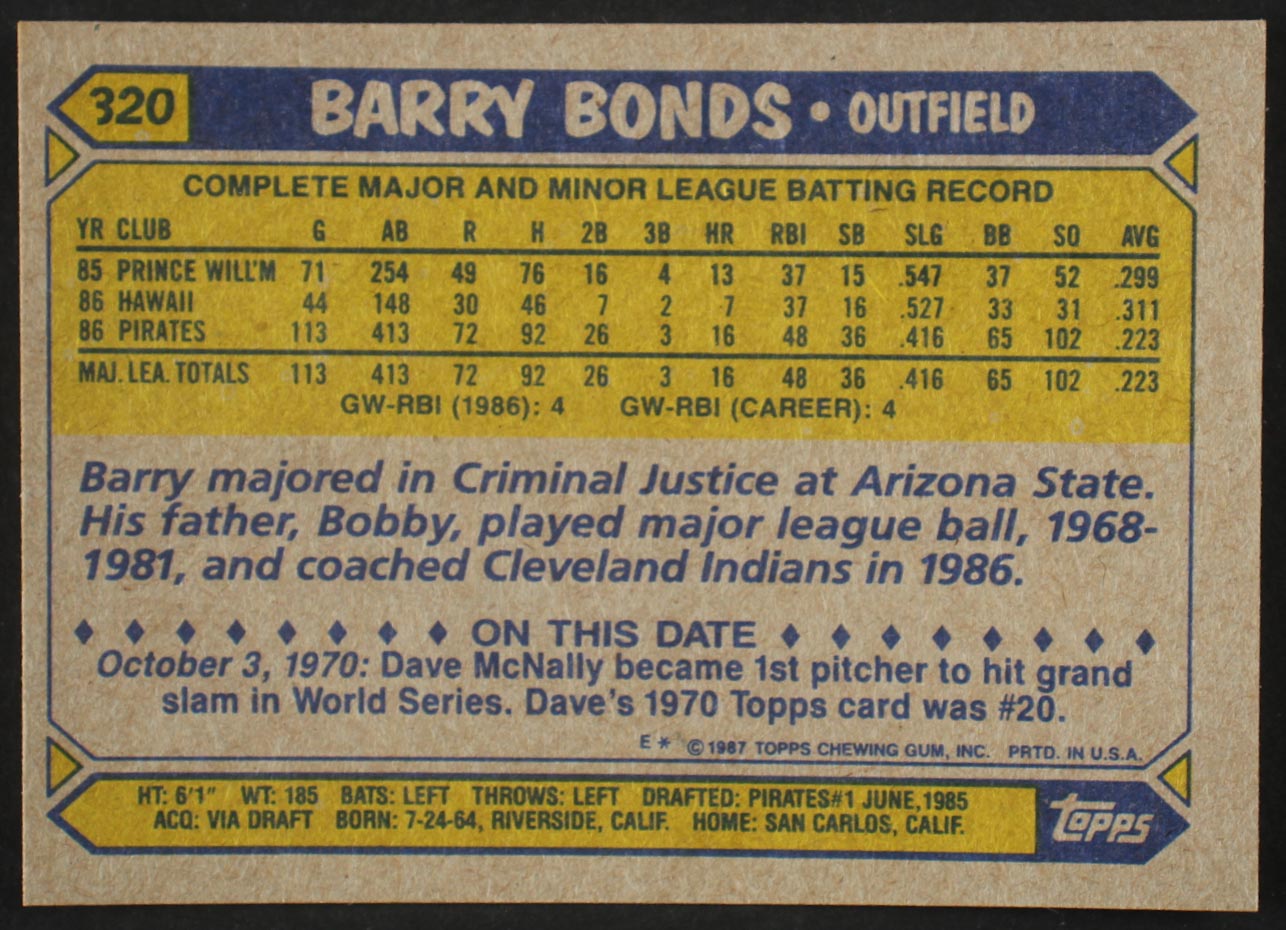 320 BARRY BONDS • OUTFIELD
COMPLETE MAJOR AND MINOR LEAGUE BATTING RECORD
YR CLUB G AB R H 2B 3B HR RBI SB SLG BB SO AVG
85 PRINCE WILL'M 71 254 49 76 16 4 13 37 15 .547 37 52 .299
86 HAWAII 44 148 30 46 7 2 7 37 16 .527 33 31 .311
86 PIRATES 113 413 72 92 26 3 16 48 36 .416 65 102 .223
MAJ. LEA. TOTALS 113 413 72 92 26 3 16 48 36 .416 65 102 .223
GW-RBI (1986): 4 GW-RBI (CAREER): 4
Barry majored in Criminal Justice at Arizona State.
His father, Bobby, played major league ball, 1968-
1981, and coached Cleveland Indians in 1986.
ON THIS DATE
October 3, 1970: Dave McNally became 1st pitcher to hit grand
slam in World Series. Dave's 1970 Topps card was #20.
E * © 1987 TOPPS CHEWING GUM, INC. PRTD. IN U.S.A.
HT: 6'1" WT: 185 BATS: LEFT THROWS: LEFT DRAFTED: PIRATES#1 JUNE,1985
ACQ: VIA DRAFT BORN: 7-24-64, RIVERSIDE, CALIF. HOME: SAN CARLOS, CALIF.
topps